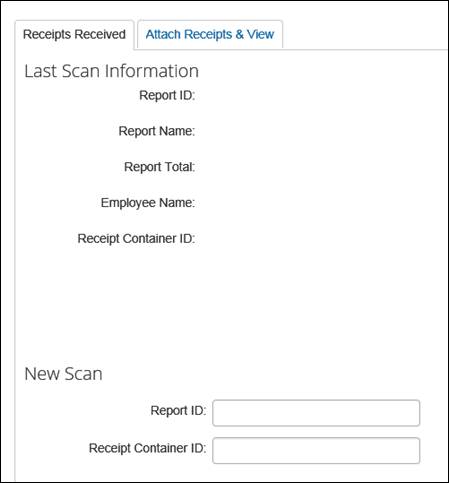 Receipts Received Attach Receipts & View
Last Scan Information
Report ID:
Report Name:
Report Total:
Employee Name:
Receipt Container ID:
New Scan
Report ID:
Receipt Container ID: